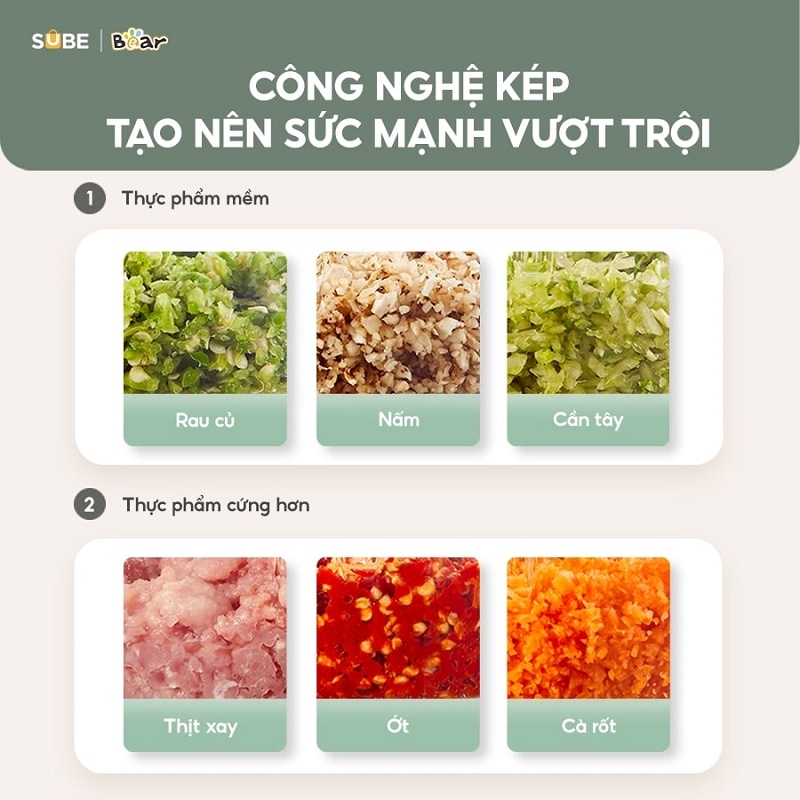 SUBE | Bear
CÔNG NGHỆ KÉP
TẠO NÊN SỨC MẠNH VƯỢT TRỘI
1 Thực phẩm mềm
Rau củ
Nấm
Cần tây
2 Thực phẩm cứng hơn
Thịt xay
Ớt
Cà rốt